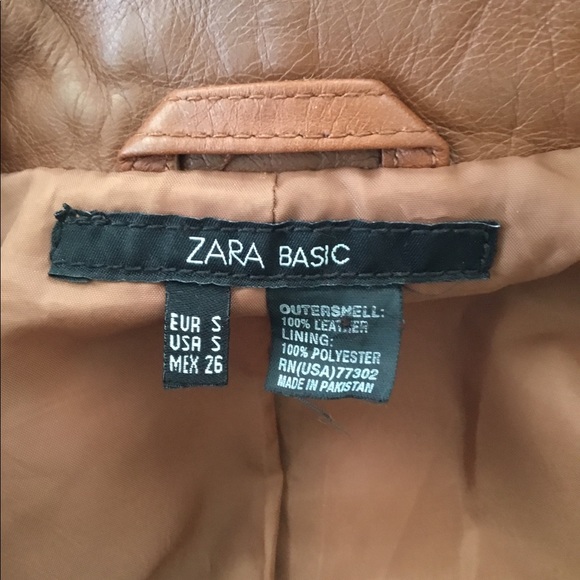 ZARA BASIC
EUR S
USA S
MEX 26
OUTERSHELL:
100% LEATHER
LINING:
100% POLYESTER
RN(USA)77302
MADE IN PAKISTAN